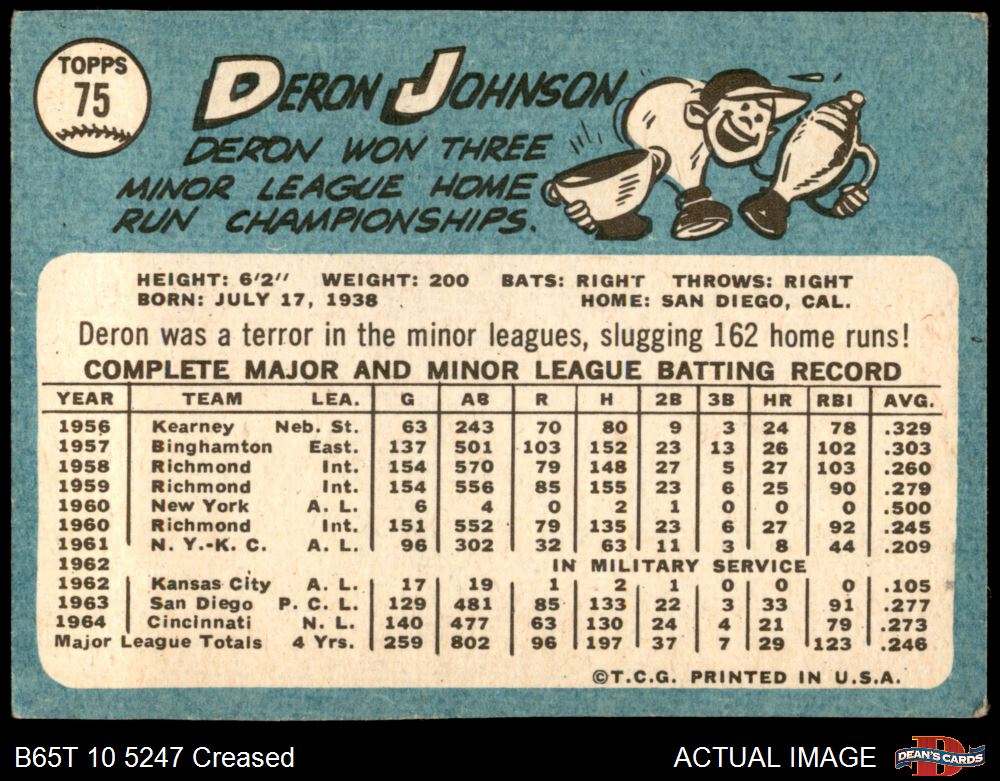 TOPPS
75
DERON JOHNSON
DERON WON THREE
MINOR LEAGUE HOME
RUN CHAMPIONSHIPS.
HEIGHT: 6'2" WEIGHT: 200 BATS: RIGHT THROWS: RIGHT
BORN: JULY 17, 1938 HOME: SAN DIEGO, CAL.
Deron was a terror in the minor leagues, slugging 162 home runs!
COMPLETE MAJOR AND MINOR LEAGUE BATTING RECORD
YEAR TEAM LEA. G AB R H 2B 3B HR RBI AVG.
1956 Kearney Neb. St. 63 243 70 80 9 3 24 78 .329
1957 Binghamton East. 137 501 103 152 23 13 26 102 .303
1958 Richmond Int. 154 570 79 148 27 5 27 103 .260
1959 Richmond Int. 154 556 85 155 23 6 25 90 .279
1960 New York A. L. 6 4 0 2 1 0 0 0 .500
1960 Richmond Int. 151 552 79 135 23 6 27 92 .245
1961 N. Y.-K. C. A. L. 96 302 32 63 11 3 8 44 .209
1962 IN MILITARY SERVICE
1962 Kansas City A. L. 17 19 1 2 1 0 0 0 .105
1963 San Diego P. C. L. 129 481 85 133 22 3 33 91 .277
1964 Cincinnati N. L. 140 477 63 130 24 4 21 79 .273
Major League Totals 4 Yrs. 259 802 96 197 37 7 29 123 .246
©T.C.G. PRINTED IN U.S.A.
B65T 10 5247 Creased
ACTUAL IMAGE
D
DEAN'S CARDS